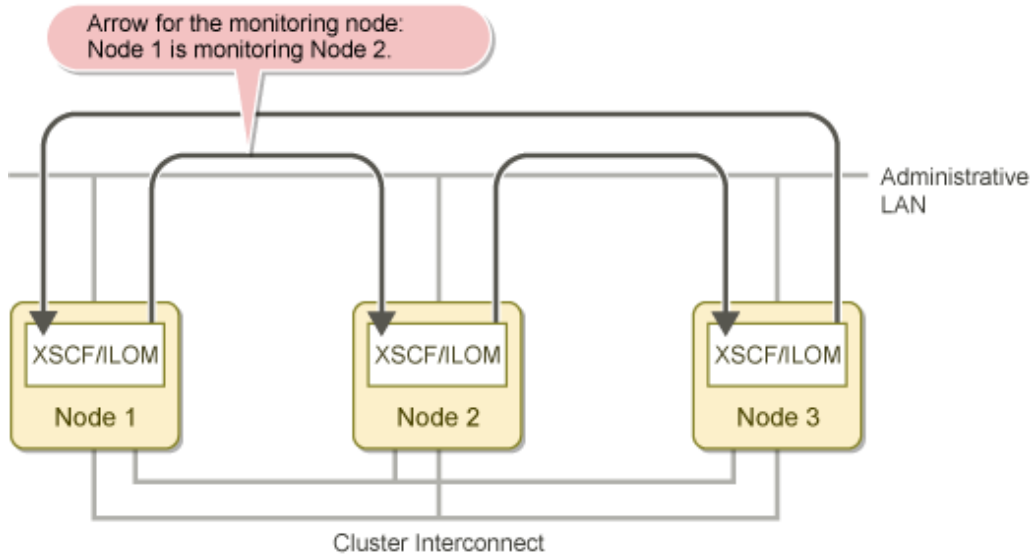 Arrow for the monitoring node:
Node 1 is monitoring Node 2.
Administrative
LAN
XSCF/ILOM
XSCF/ILOM
XSCF/ILOM
Node 1
Node 2
Node 3
Cluster Interconnect